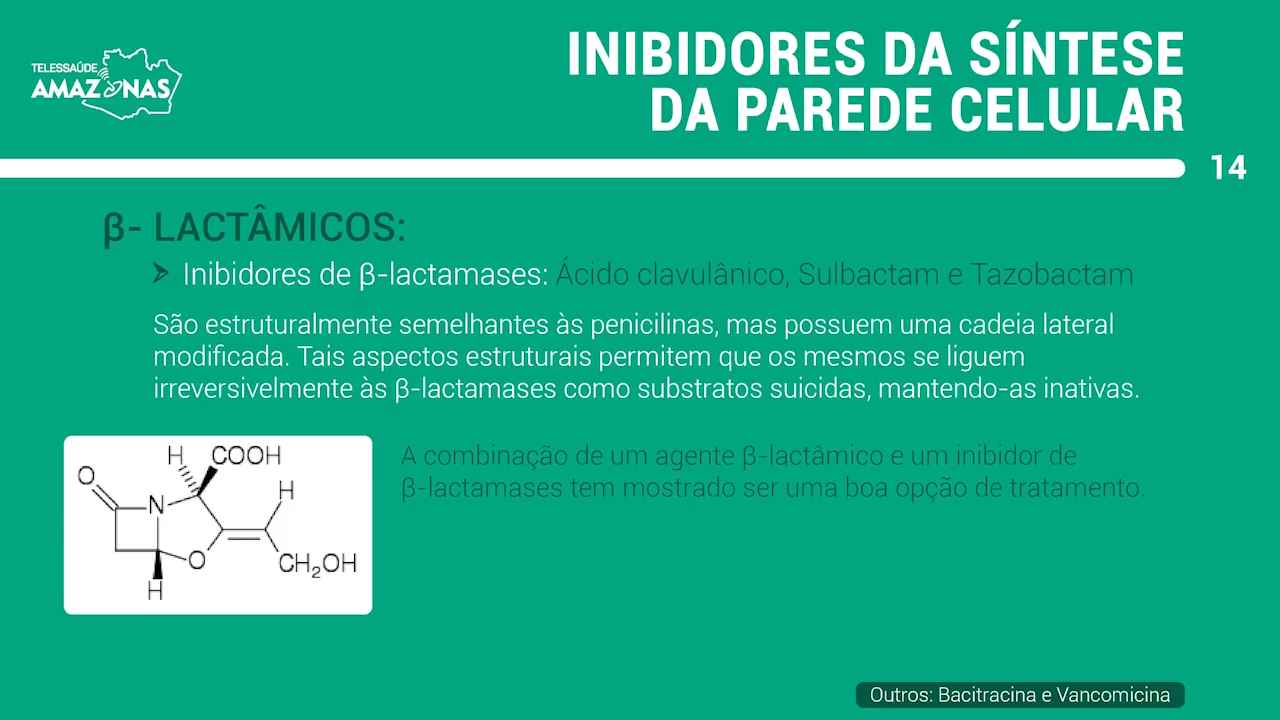 TELESSAÚDE
AMAZONAS
INIBIDORES DA SÍNTESE
DA PAREDE CELULAR
14
β- LACTÂMICOS:
➤ Inibidores de β-lactamases: Ácido clavulânico, Sulbactam e Tazobactam
São estruturalmente semelhantes às penicilinas, mas possuem uma cadeia lateral
modificada. Tais aspectos estruturais permitem que os mesmos se liguem
irreversivelmente às β-lactamases como substratos suicidas, mantendo-as inativas.
H COOH
O
H
N
O
CH₂OH
H
A combinação de um agente β-lactâmico e um inibidor de
β-lactamases tem mostrado ser uma boa opção de tratamento.
Outros: Bacitracina e Vancomicina